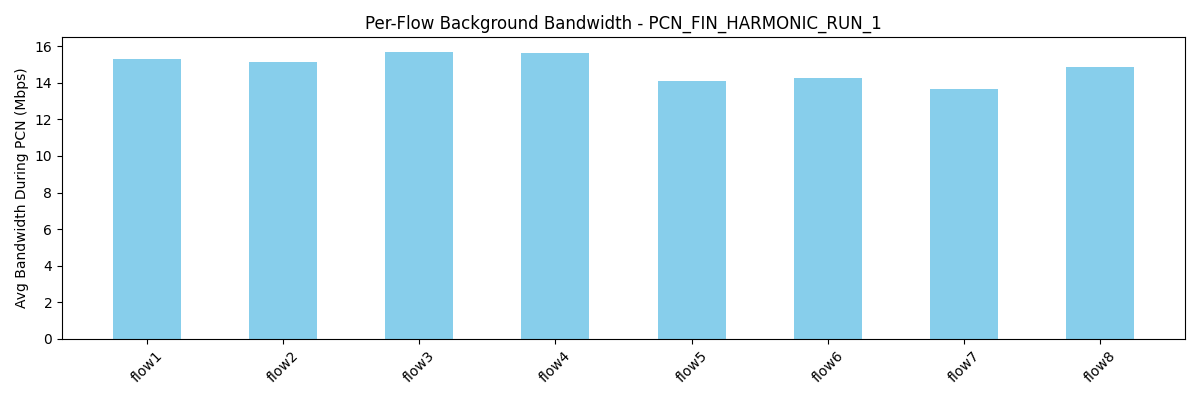 Per-Flow Background Bandwidth - PCN_FIN_HARMONIC_RUN_1
Avg Bandwidth During PCN (Mbps)
16
14
12
10
8
6
4
2
0
flow1
flow2
flow3
flow4
flow5
flow6
flow7
flow8